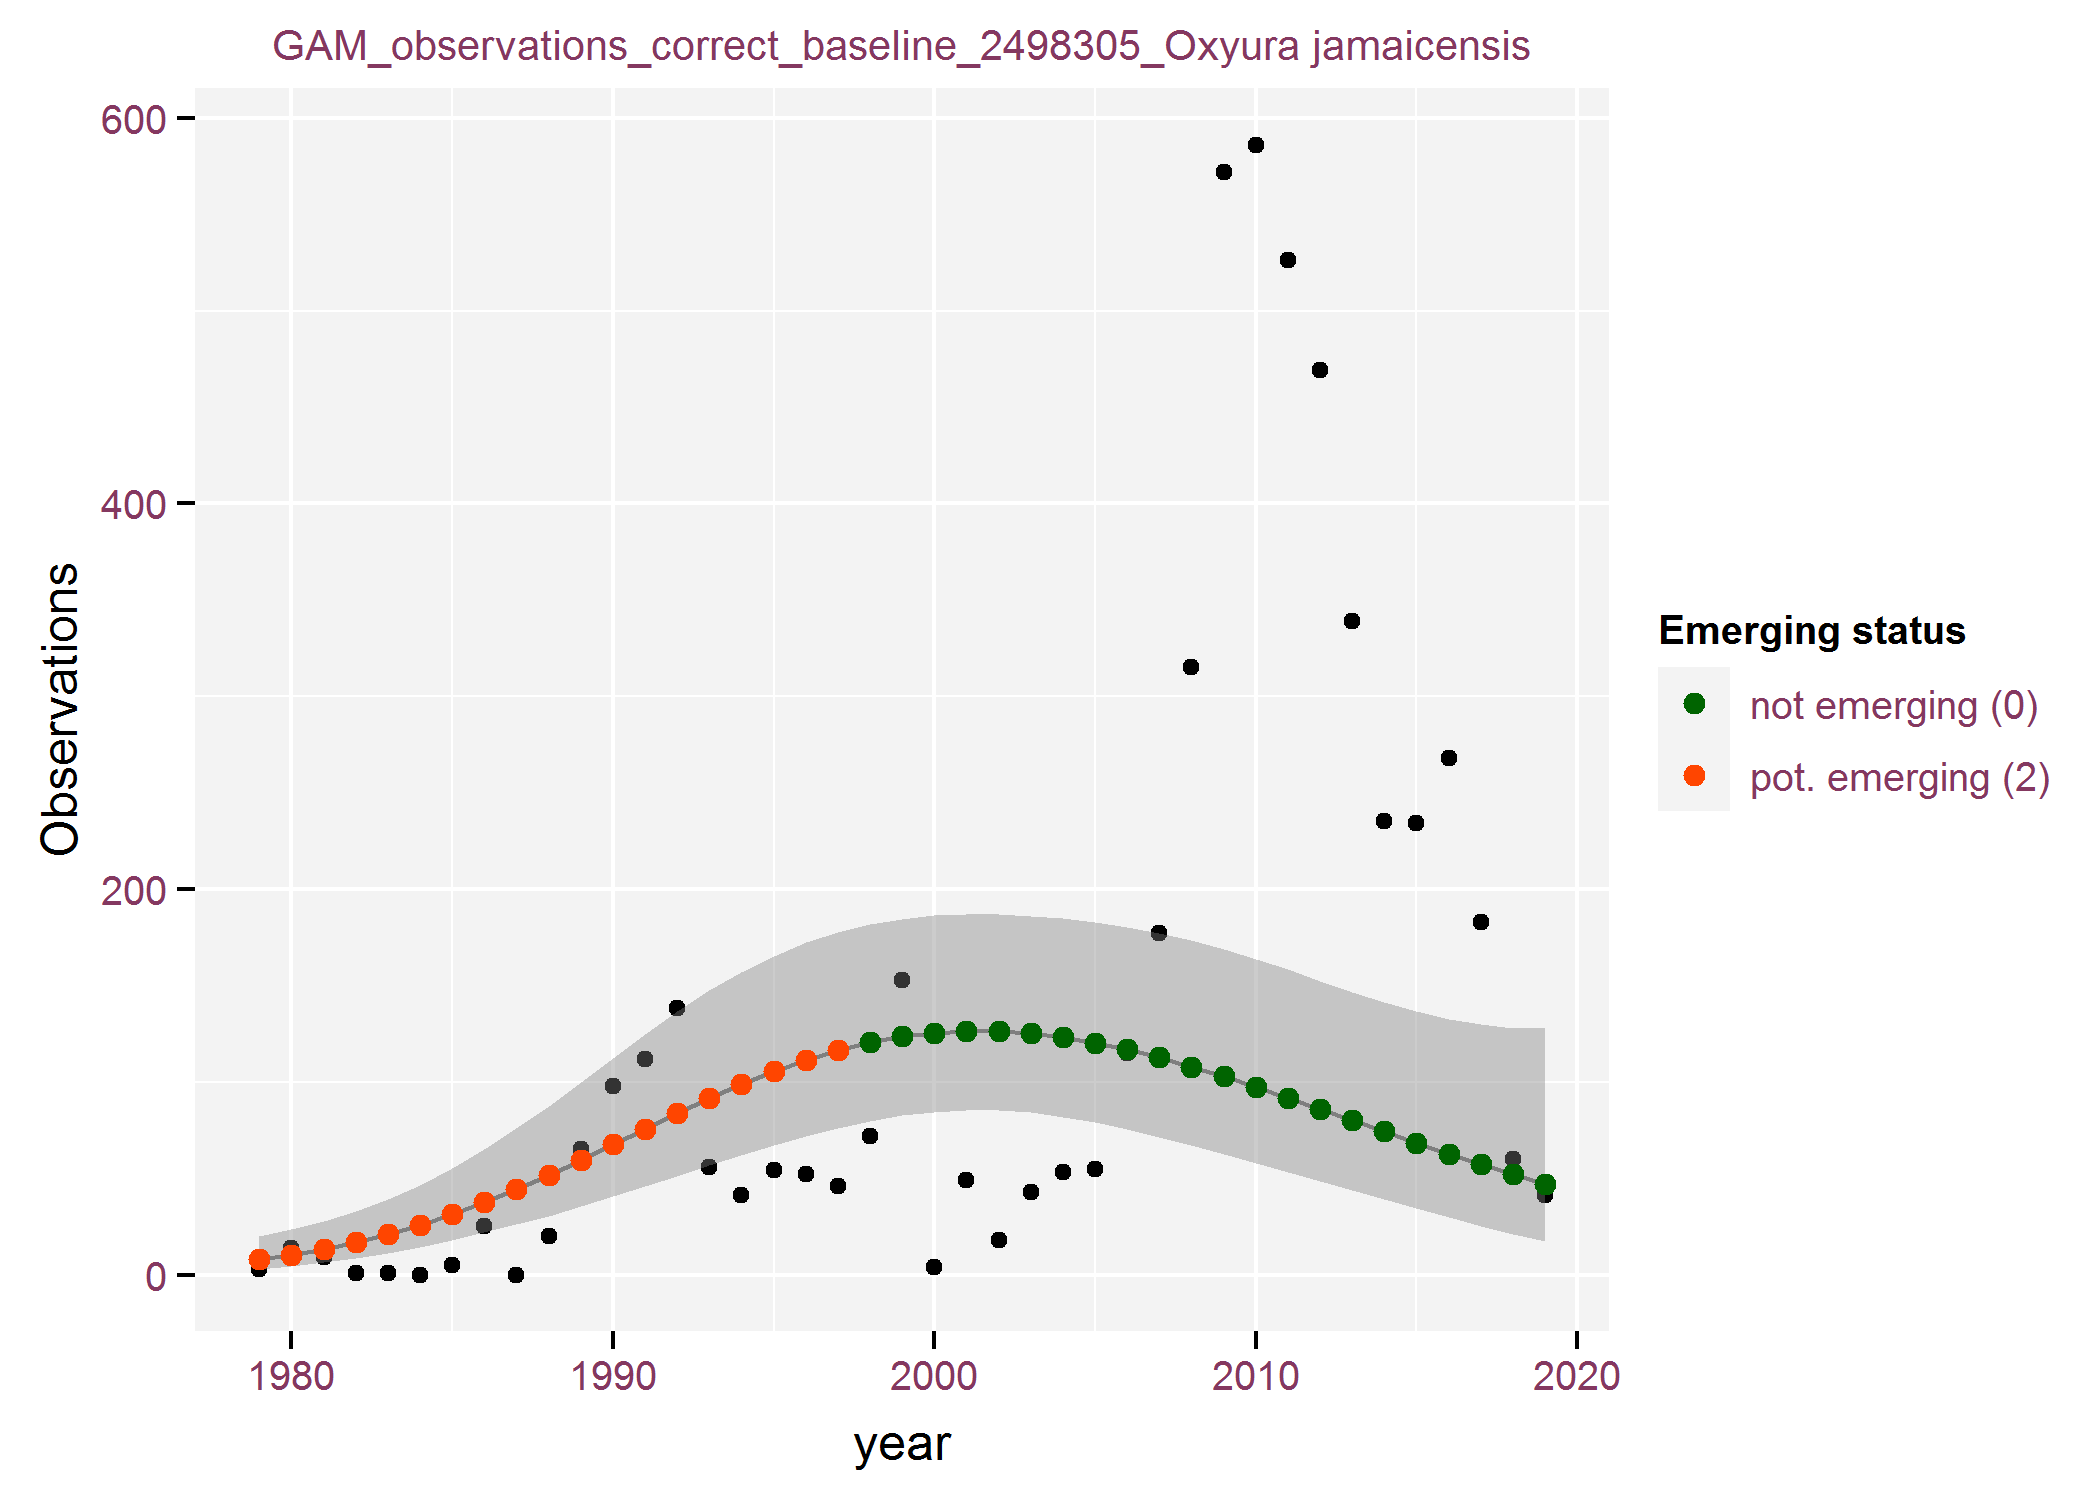 GAM_observations_correct_baseline_2498305_Oxyura jamaicensis
600
400
200
0
Observations
1980 1990 2000 2010 2020
year
Emerging status
not emerging (0)
pot. emerging (2)